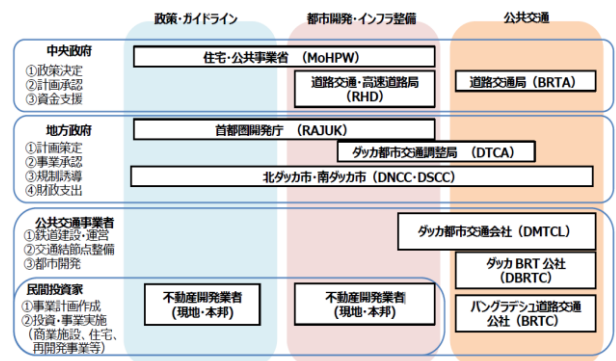 政策・ガイドライン
都市開発・インフラ整備
公共交通
中央政府
①政策決定
②計画承認
③資金支援
住宅・公共事業省 （MoHPW）
道路交通・高速道路局
（RHD）
道路交通局（BRTA）
地方政府
①計画策定
②事業承認
③規制誘導
④財政支出
首都圏開発庁 （RAJUK）
ダッカ都市交通調整局 （DTCA）
北ダッカ市・南ダッカ市（DNCC・DSCC）
公共交通事業者
①鉄道建設・運営
②交通結節点整備
③都市開発
ダッカ都市交通会社（DMTCL）
ダッカ BRT 公社
（DBRTC）
バングラデシュ道路交通
公社（BRTC）
民間投資家
①事業計画作成
②投資・事業実施
（商業施設、住宅、
再開発事業等）
不動産開発業者
（現地・本邦）
不動産開発業者
（現地・本邦）